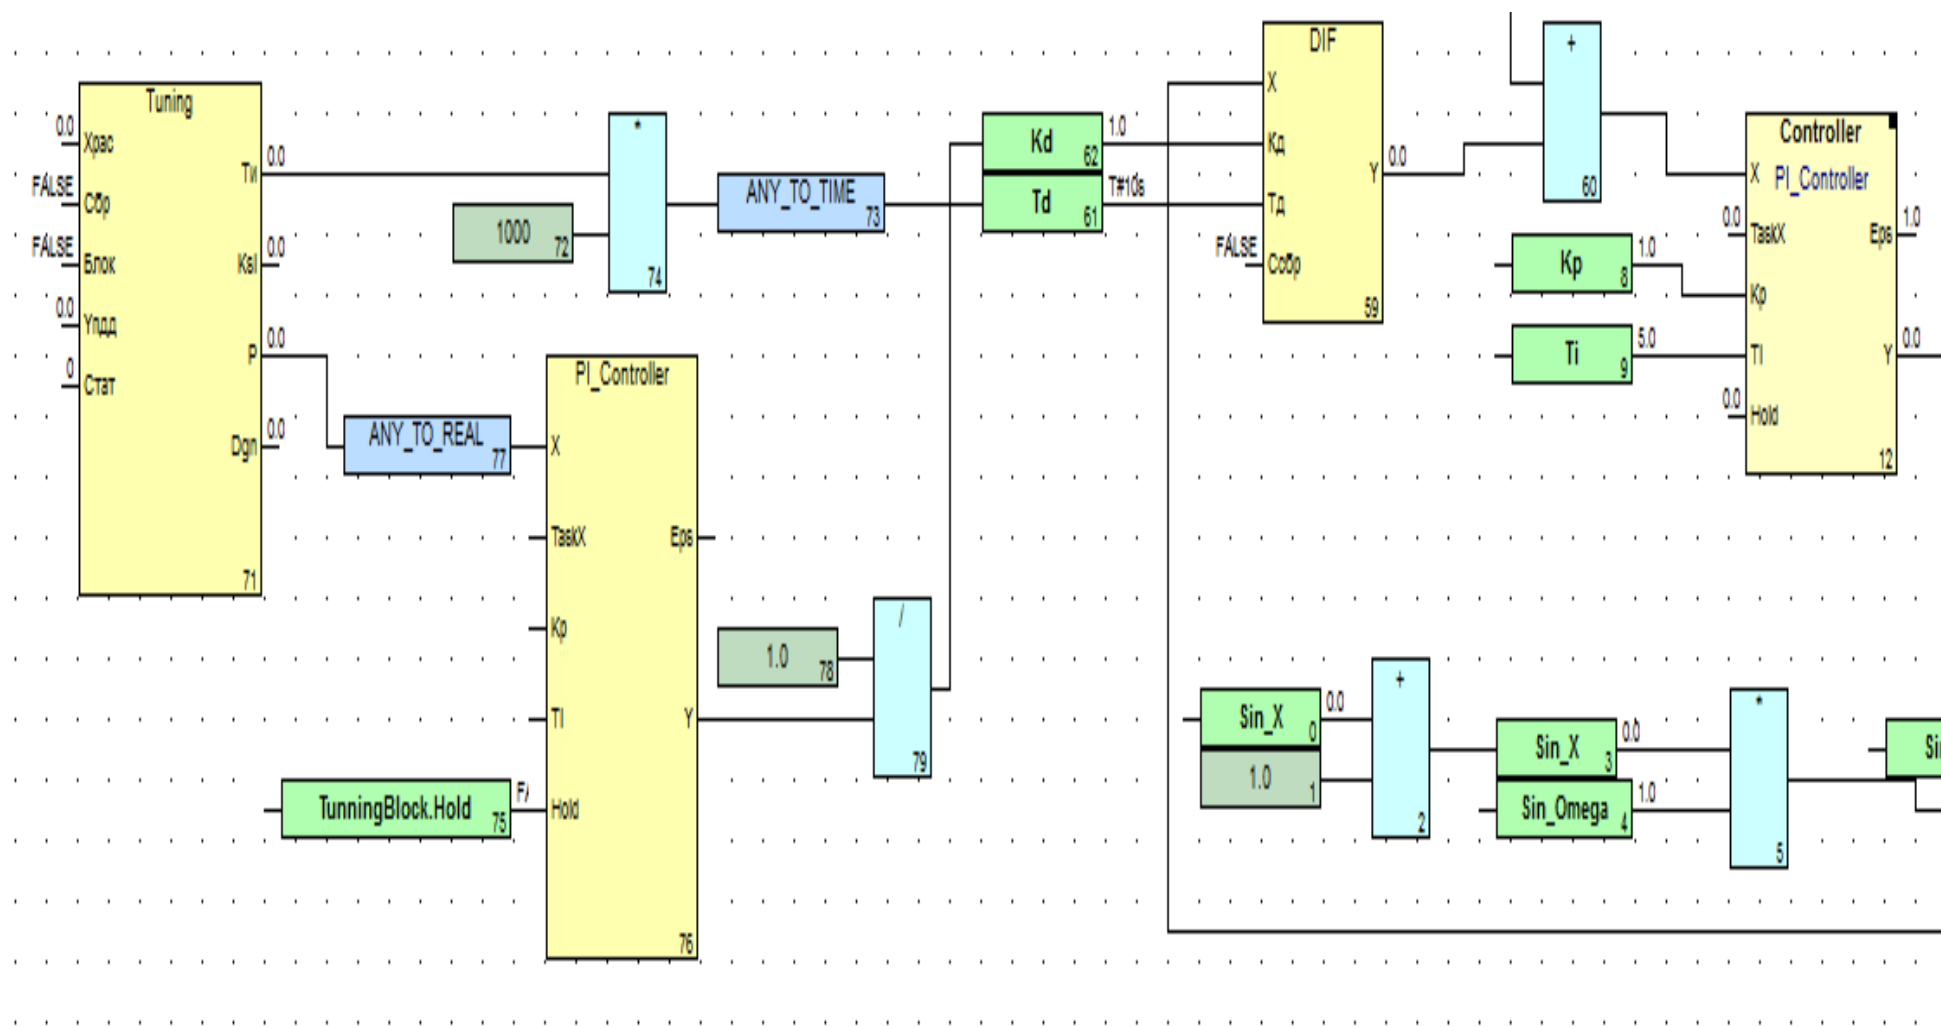 Tuning
0.0
Xрас
FALSE
Сбр
FALSE
Блок
0.0
Yпдд
0
Стат
Ти
0.0
Ksi
0.0
P
0.0
Dgn
0.0
71
1000
72
*
74
ANY_TO_TIME
73
ANY_TO_REAL
77
PI_Controller
X
TaskX
Eps
Kp
TI
Y
Hold
76
TunningBlock.Hold
75
1.0
78
/
79
Kd
62
1.0
Td
61
T#10s
DIF
X
Кд
Тд
FALSE
Сбр
Y
0.0
59
+
60
Kp
8
1.0
Ti
9
5.0
Controller
PI_Controller
X
0.0
TaskX
Eps
1.0
Kp
TI
Y
0.0
0.0
Hold
12
Sin_X
0
0.0
1.0
1
+
2
Sin_X
3
0.0
Sin_Omega
4
1.0
*
5